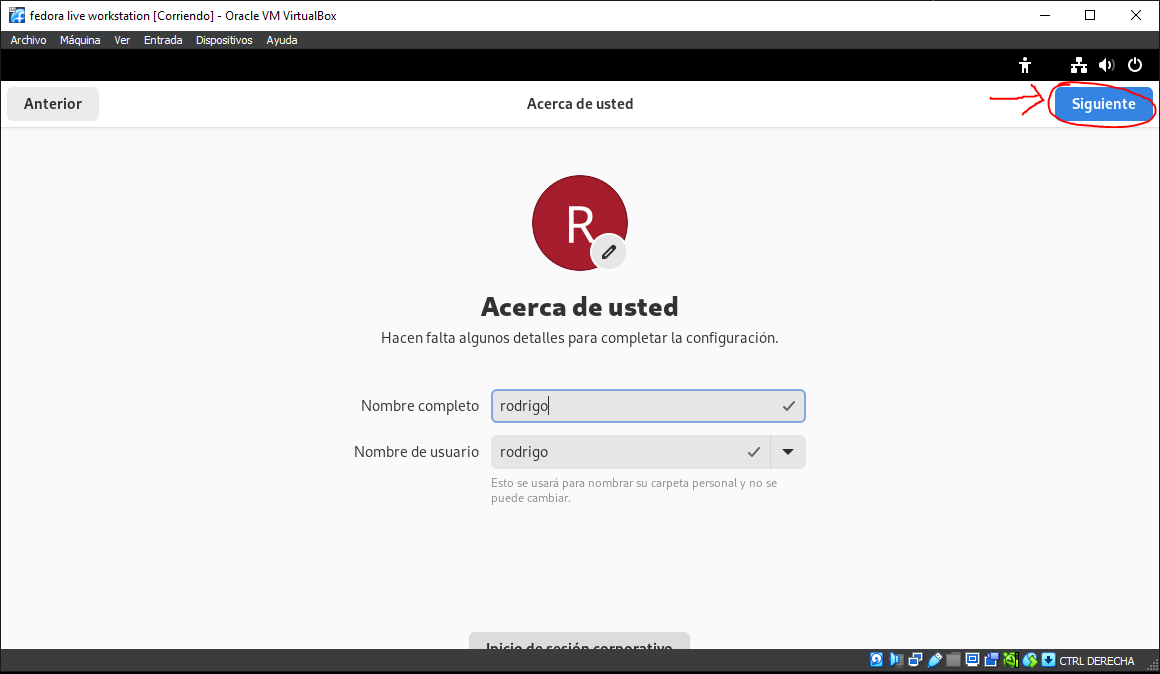 fedora live workstation [Corriendo] - Oracle VM VirtualBox
Archivo Máquina Ver Entrada Dispositivos Ayuda
Anterior
Acerca de usted
Siguiente
R
Acerca de usted
Hacen falta algunos detalles para completar la configuración.
Nombre completo rodrigo
Nombre de usuario rodrigo
Esto se usará para nombrar su carpeta personal y no se
puede cambiar.
Inicio de sesión corporativo
CTRL DERECHA